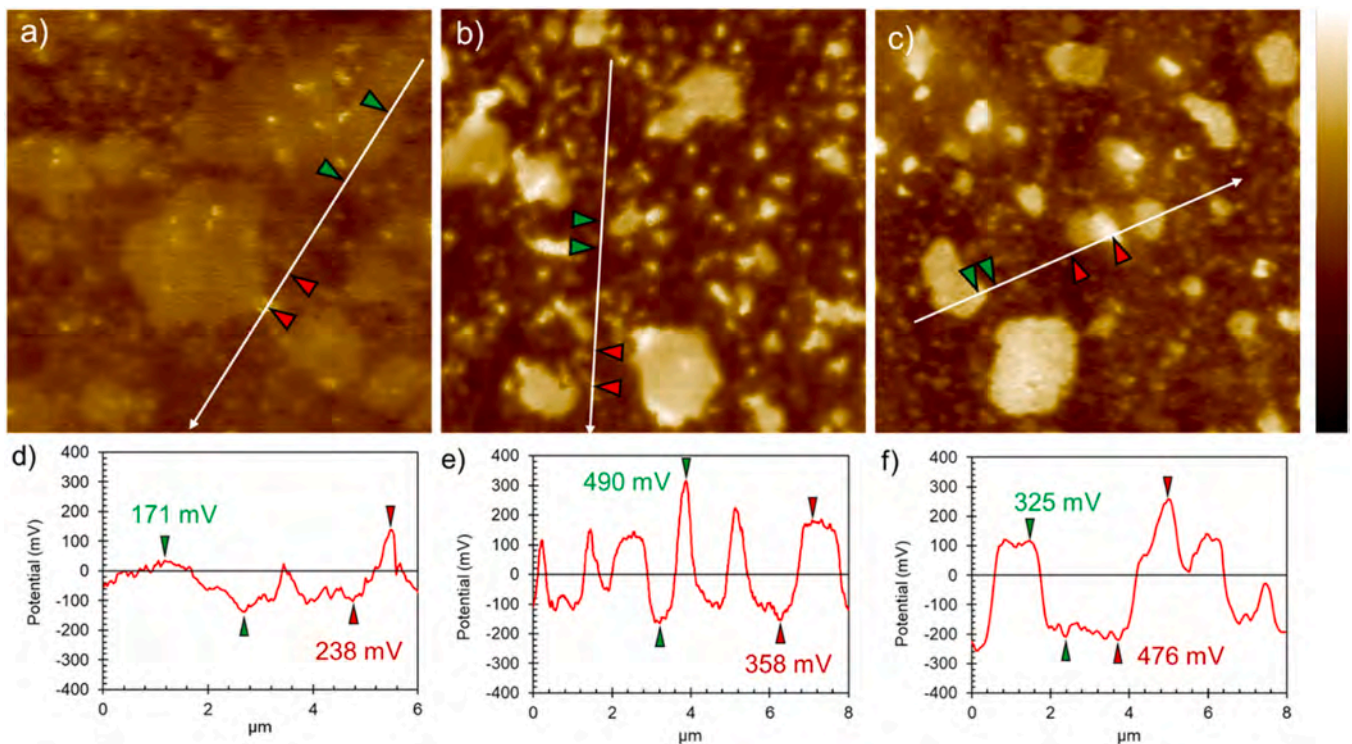 a)
b)
c)
d)
400
300
200
100
0
-100
-200
-300
-400
Potential (mV)
171 mV
238 mV
0
2
4
6
µm
e)
400
300
200
100
0
-100
-200
-300
-400
Potential (mV)
490 mV
358 mV
0
2
4
6
8
µm
f)
400
300
200
100
0
-100
-200
-300
-400
Potential (mV)
325 mV
476 mV
0
2
4
6
8
µm